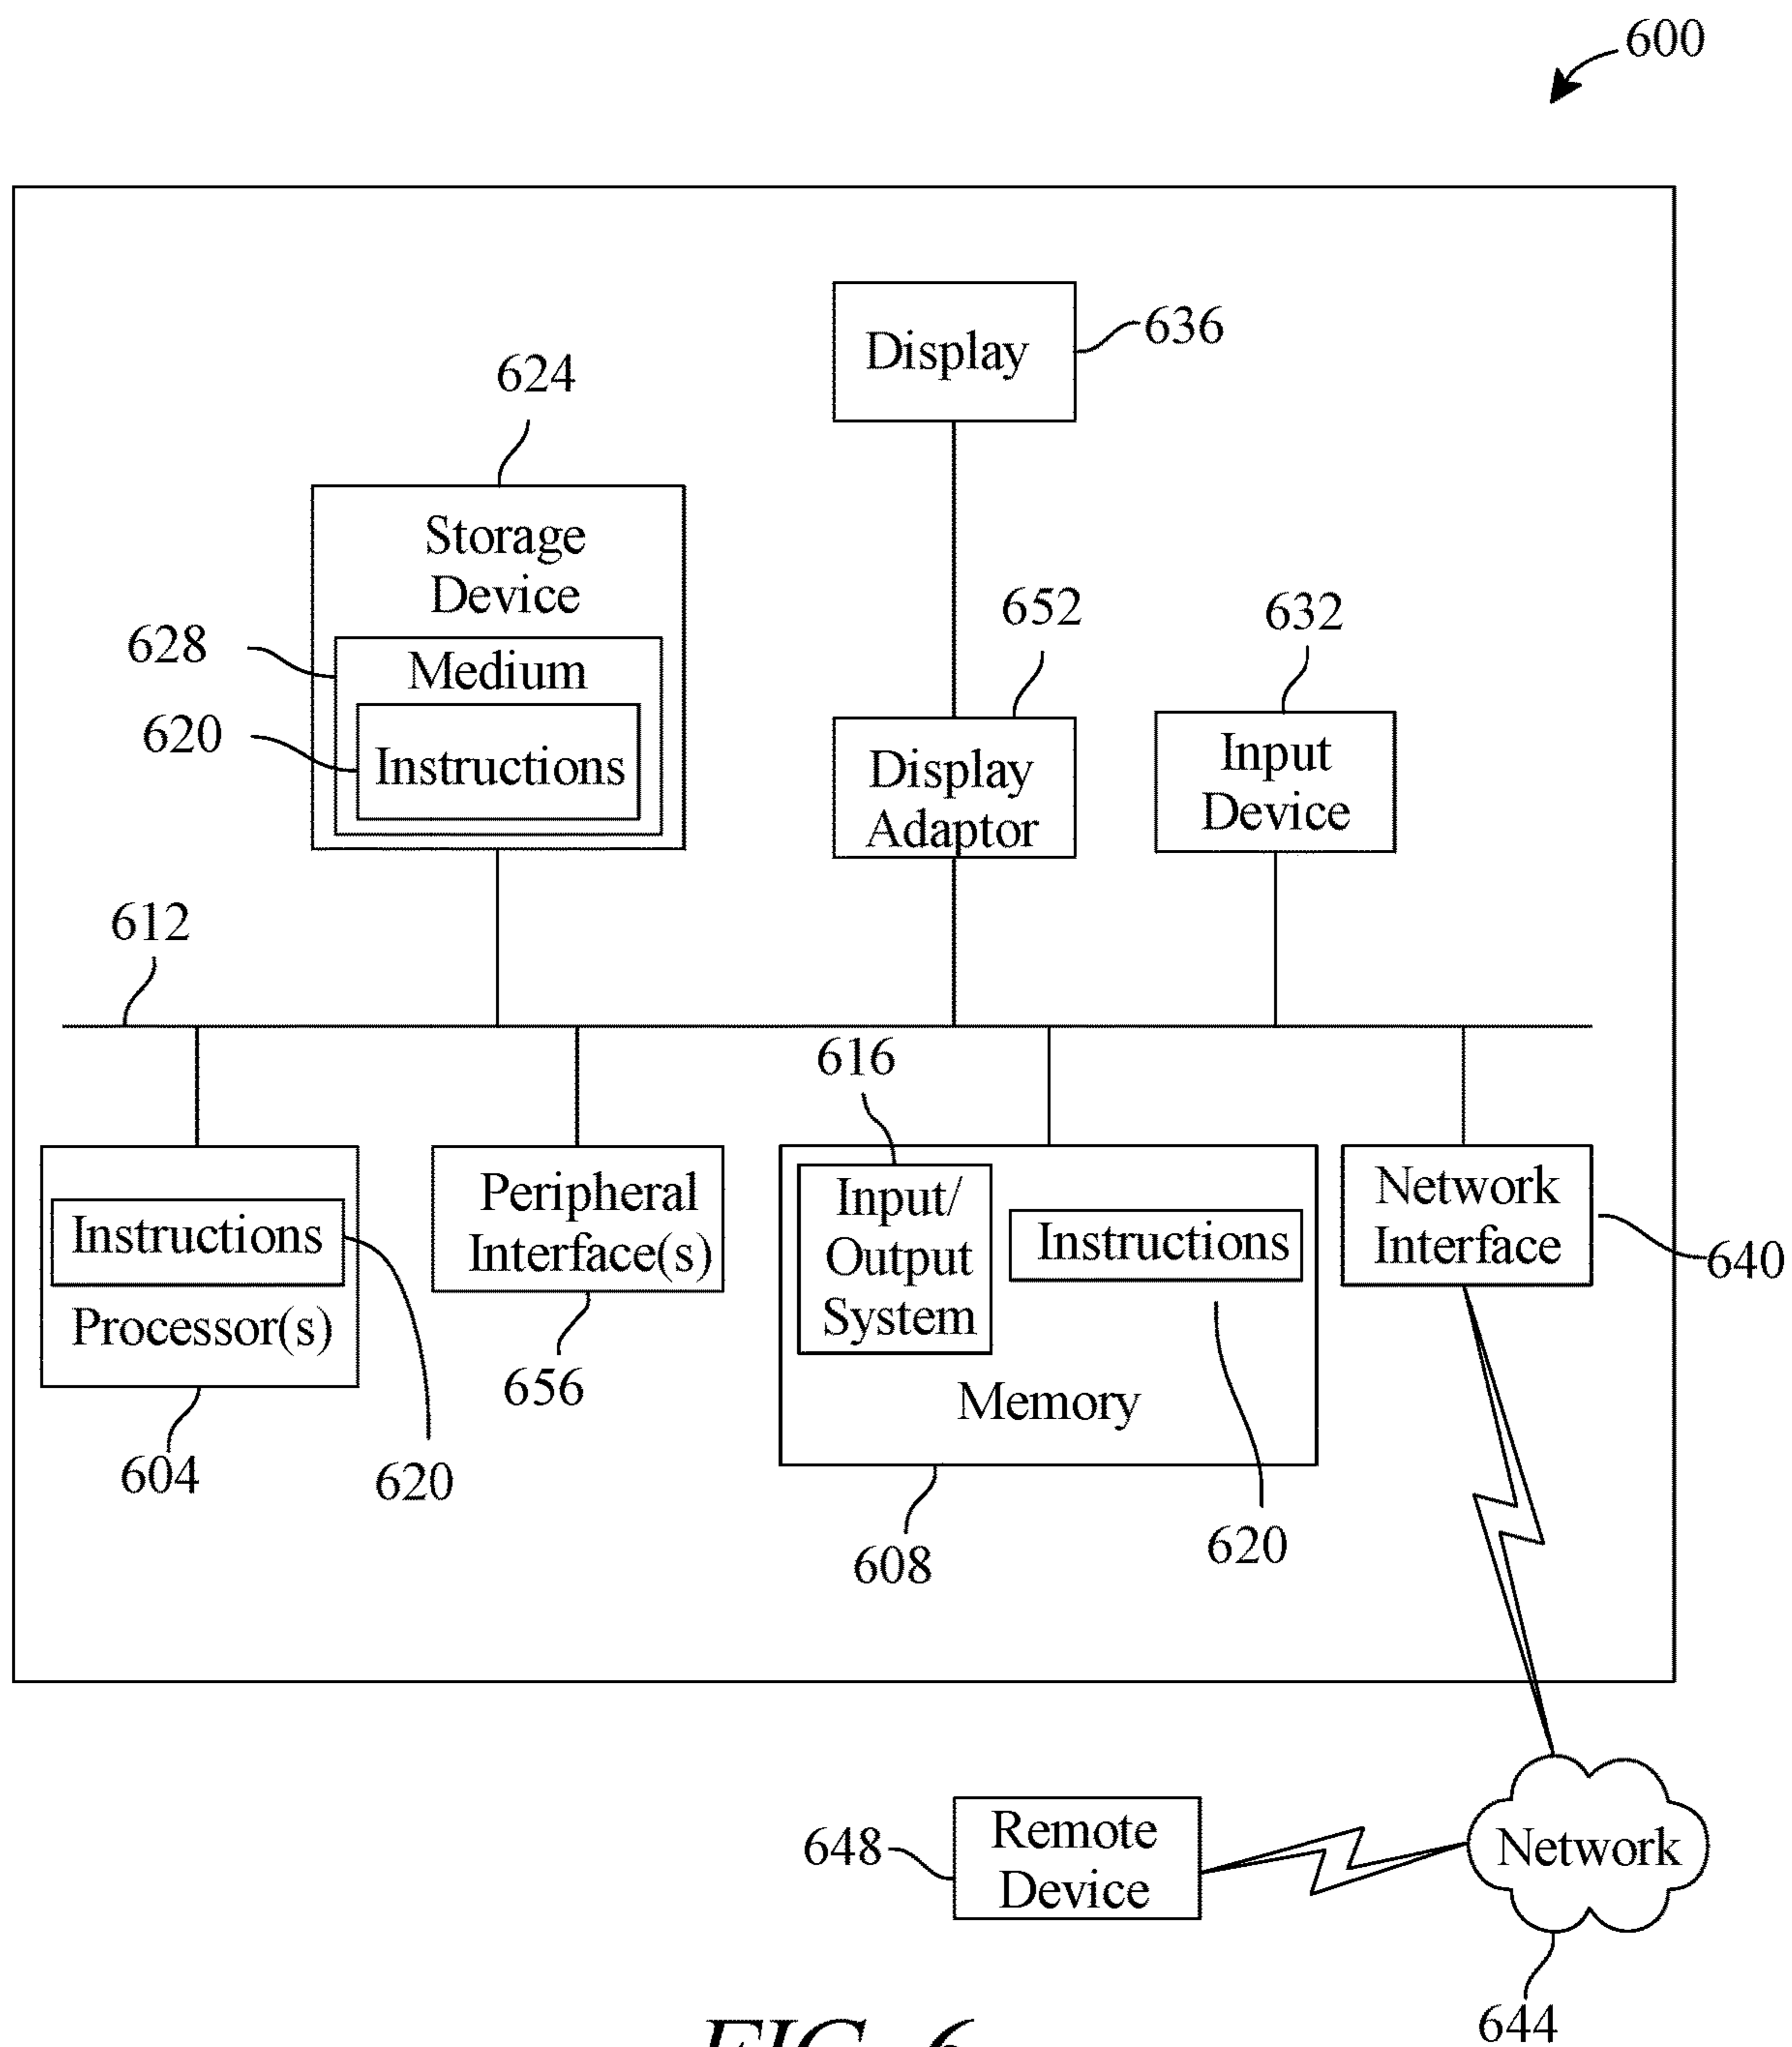 600
Display
636
624
Storage
Device
628
Medium
620
Instructions
652
Display
Adaptor
632
Input
Device
612
616
Instructions
Processor(s)
604
620
Peripheral
Interface(s)
656
Input/
Output
System
Instructions
Memory
608
620
Network
Interface
640
648
Remote
Device
Network
644
FIG. 6